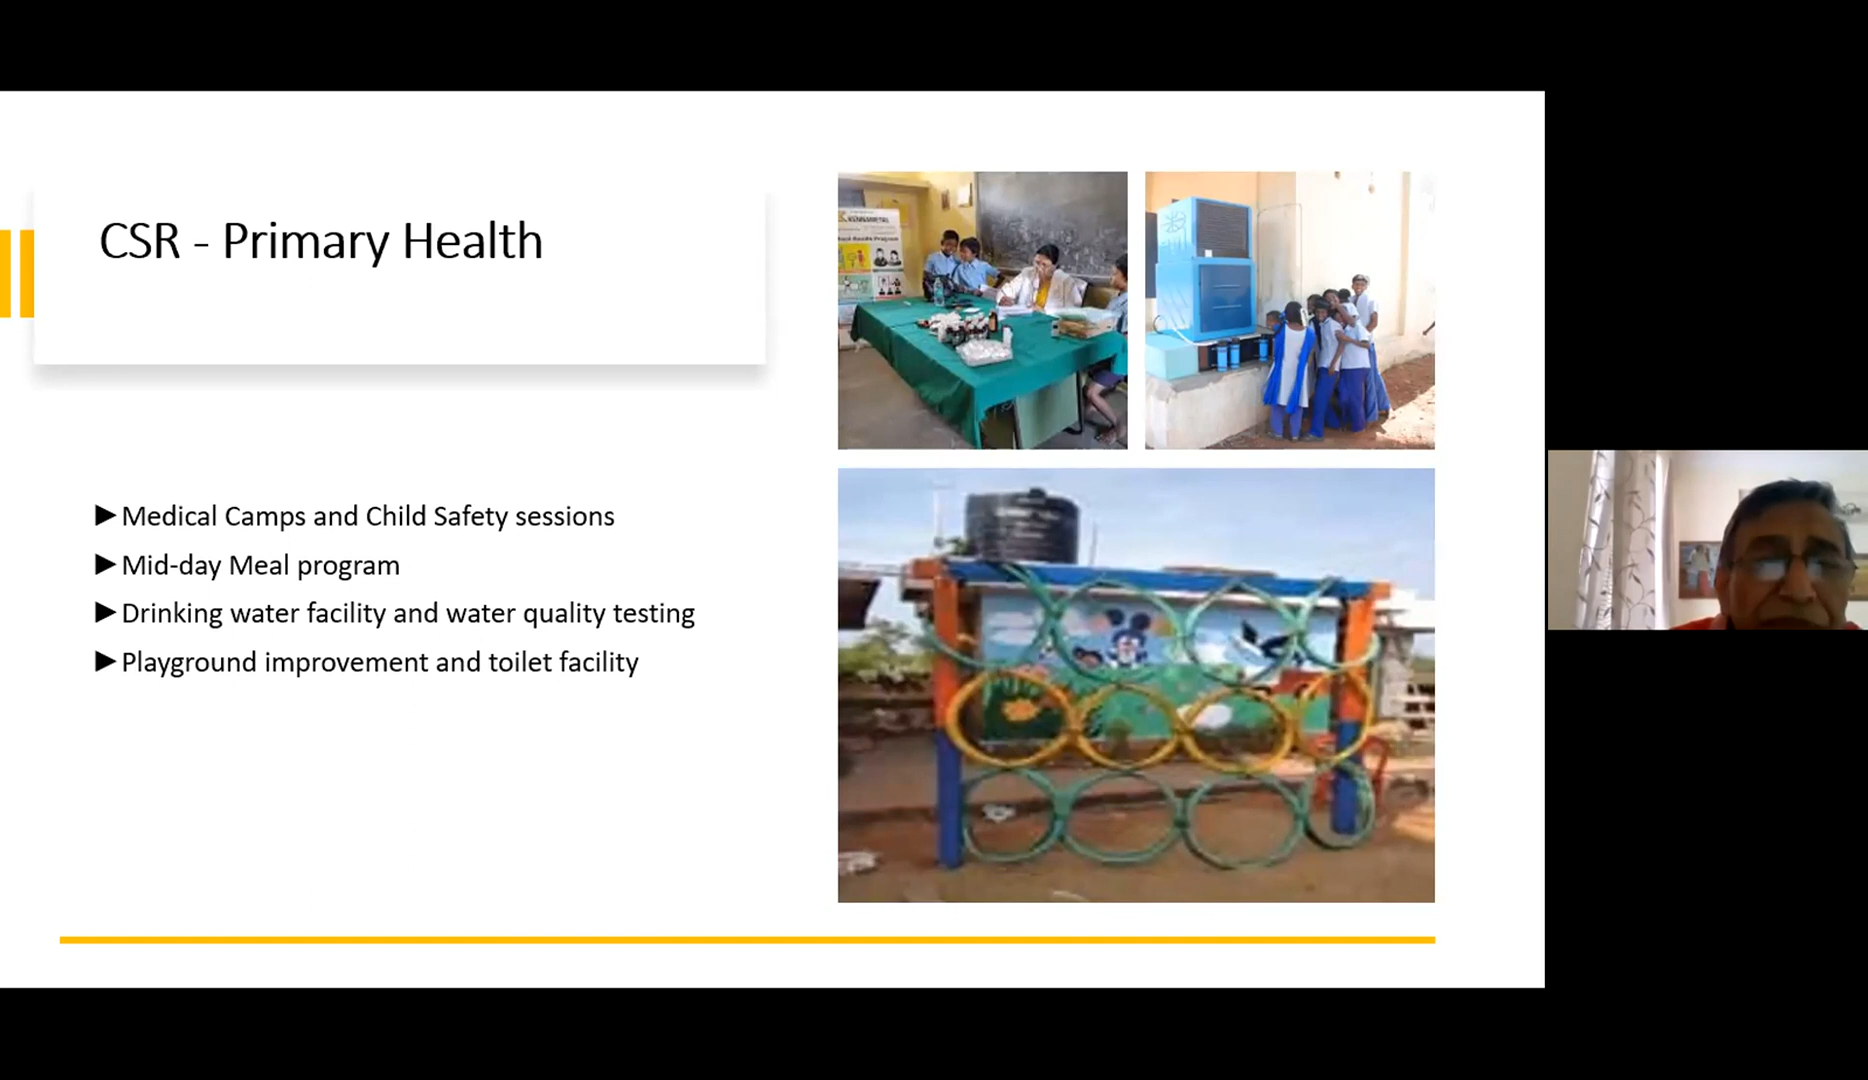 CSR - Primary Health
▶Medical Camps and Child Safety sessions
▶Mid-day Meal program
▶Drinking water facility and water quality testing
▶Playground improvement and toilet facility